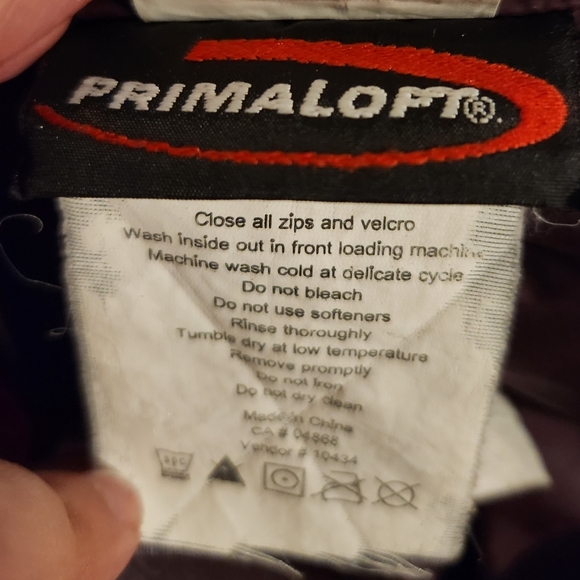 PRIMALOFT®.
Close all zips and velcro
Wash inside out in front loading machine
Machine wash cold at delicate cycle
Do not bleach
Do not use softeners
Rinse thoroughly
Tumble dry at low temperature
Remove promptly
Do not Iron
Do not dry clean
Made in China
CA # 04868
Vendor # 10434